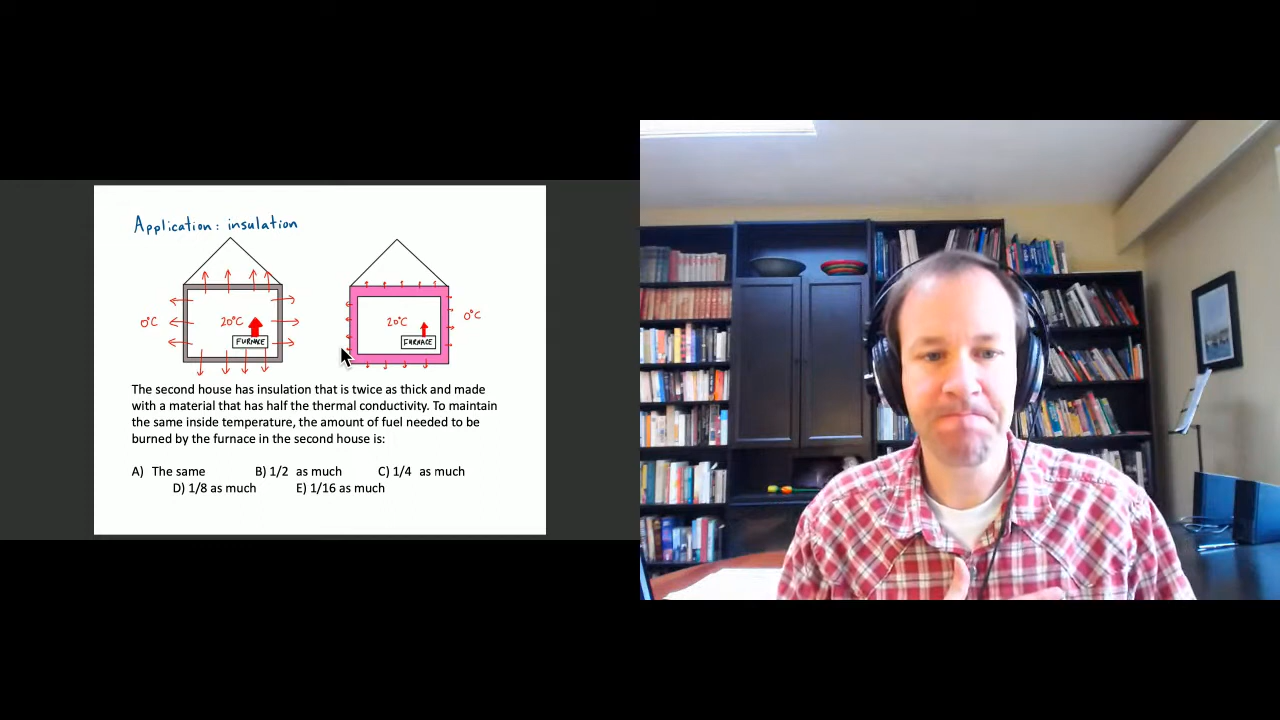 Application: insulation
0°C
20°C
FURNACE
20°C
FURNACE
0°C
The second house has insulation that is twice as thick and made
with a material that has half the thermal conductivity. To maintain
the same inside temperature, the amount of fuel needed to be
burned by the furnace in the second house is:
A) The same B) 1/2 as much C) 1/4 as much
D) 1/8 as much E) 1/16 as much